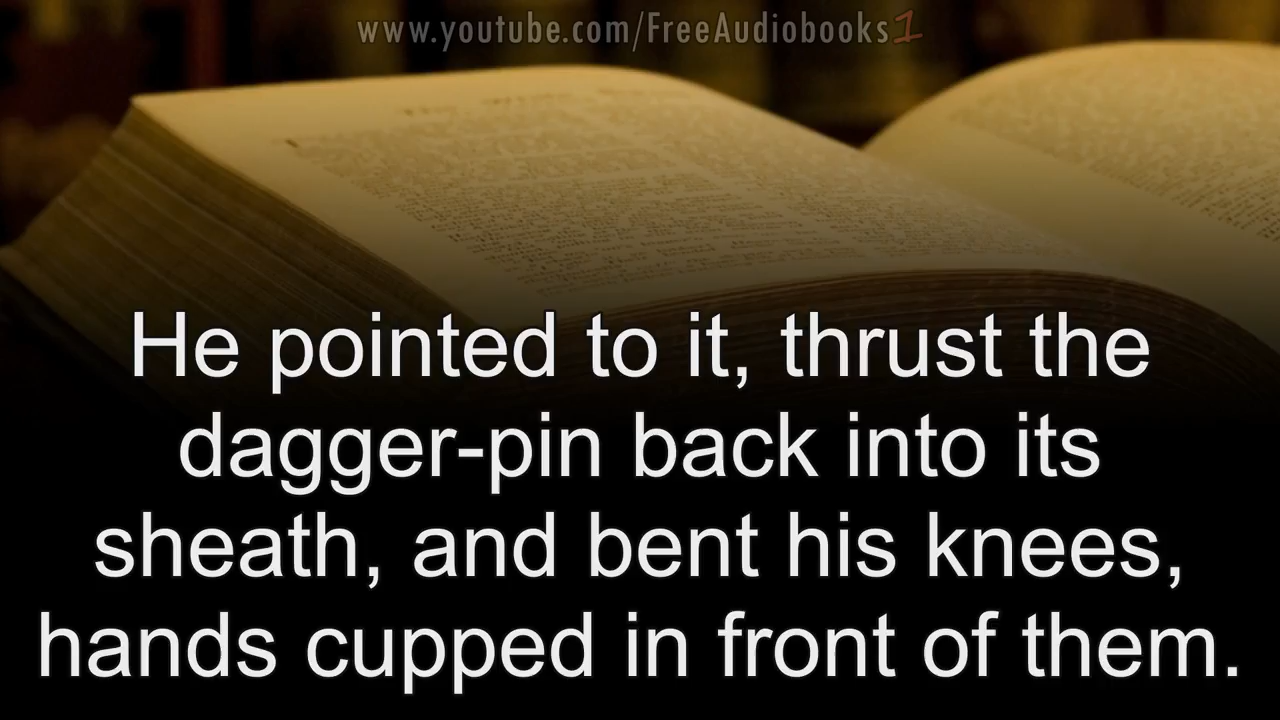 www.youtube.com/FreeAudiobooks1
He pointed to it, thrust the
dagger-pin back into its
sheath, and bent his knees,
hands cupped in front of them.